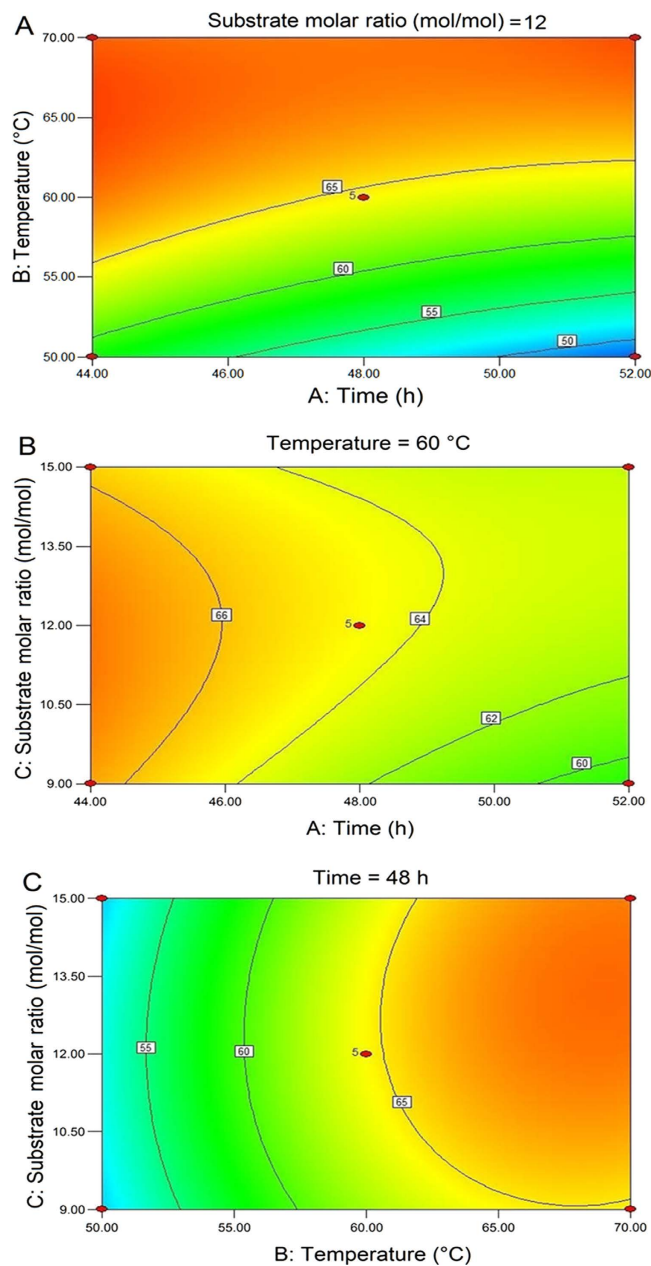 A
Substrate molar ratio (mol/mol) =12
70.00
65.00
60.00
55.00
50.00
B: Temperature (°C)
65
5
60
55
50
44.00 46.00 48.00 50.00 52.00
A: Time (h)
B
Temperature = 60 °C
15.00
13.50
12.00
10.50
9.00
C: Substrate molar ratio (mol/mol)
66
5
64
62
60
44.00 46.00 48.00 50.00 52.00
A: Time (h)
C
Time = 48 h
15.00
13.50
12.00
10.50
9.00
C: Substrate molar ratio (mol/mol)
55
60
5
65
50.00 55.00 60.00 65.00 70.00
B: Temperature (°C)